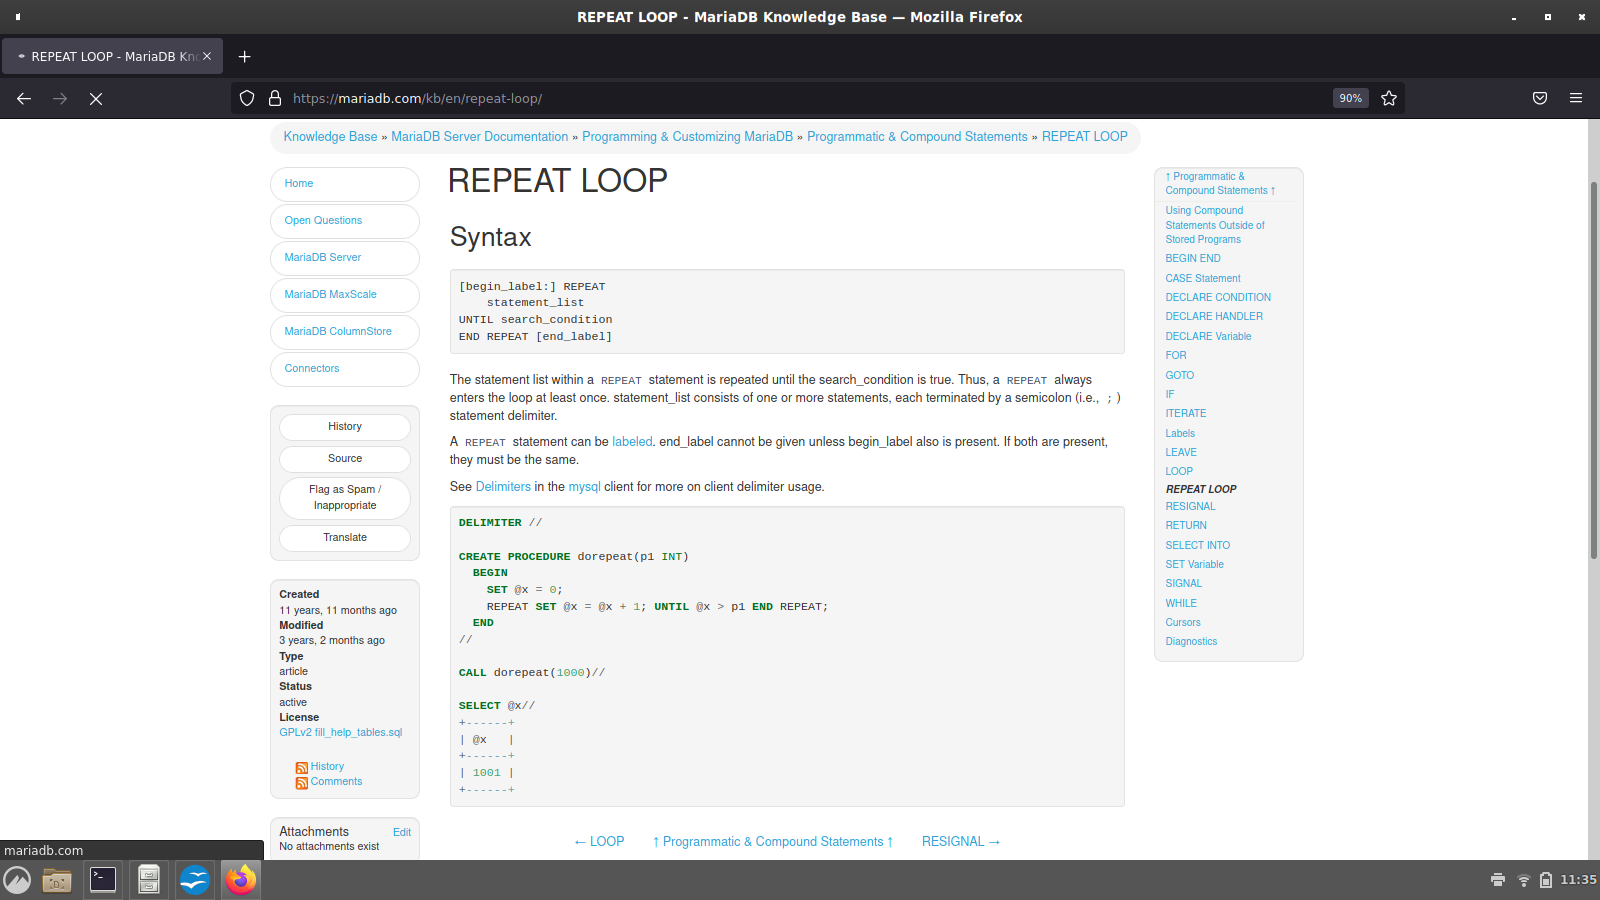 REPEAT LOOP - MariaDB Knowledge Base — Mozilla Firefox
REPEAT LOOP - MariaDB Kn
https://mariadb.com/kb/en/repeat-loop/
90%
Knowledge Base » MariaDB Server Documentation » Programming & Customizing MariaDB » Programmatic & Compound Statements » REPEAT LOOP
Home
Open Questions
MariaDB Server
MariaDB MaxScale
MariaDB ColumnStore
Connectors
History
Source
Flag as Spam /
Inappropriate
Translate
Created
11 years, 11 months ago
Modified
3 years, 2 months ago
Type
article
Status
active
License
GPLv2 fill_help_tables.sql
History
Comments
Attachments Edit
No attachments exist
REPEAT LOOP
Syntax
[begin_label:] REPEAT
    statement_list
UNTIL search_condition
END REPEAT [end_label]
The statement list within a REPEAT statement is repeated until the search_condition is true. Thus, a REPEAT always
enters the loop at least once. statement_list consists of one or more statements, each terminated by a semicolon (i.e., ; )
statement delimiter.
A REPEAT statement can be labeled. end_label cannot be given unless begin_label also is present. If both are present,
they must be the same.
See Delimiters in the mysql client for more on client delimiter usage.
DELIMITER //
CREATE PROCEDURE dorepeat(p1 INT)
  BEGIN
    SET @x = 0;
    REPEAT SET @x = @x + 1; UNTIL @x > p1 END REPEAT;
  END
//
CALL dorepeat(1000)//
SELECT @x//
+------+
| @x   |
+------+
| 1001 |
+------+
← LOOP ↑ Programmatic & Compound Statements ↑ RESIGNAL →
↑ Programmatic &
Compound Statements ↑
Using Compound
Statements Outside of
Stored Programs
BEGIN END
CASE Statement
DECLARE CONDITION
DECLARE HANDLER
DECLARE Variable
FOR
GOTO
IF
ITERATE
Labels
LEAVE
LOOP
REPEAT LOOP
RESIGNAL
RETURN
SELECT INTO
SET Variable
SIGNAL
WHILE
Cursors
Diagnostics
mariadb.com
11:35